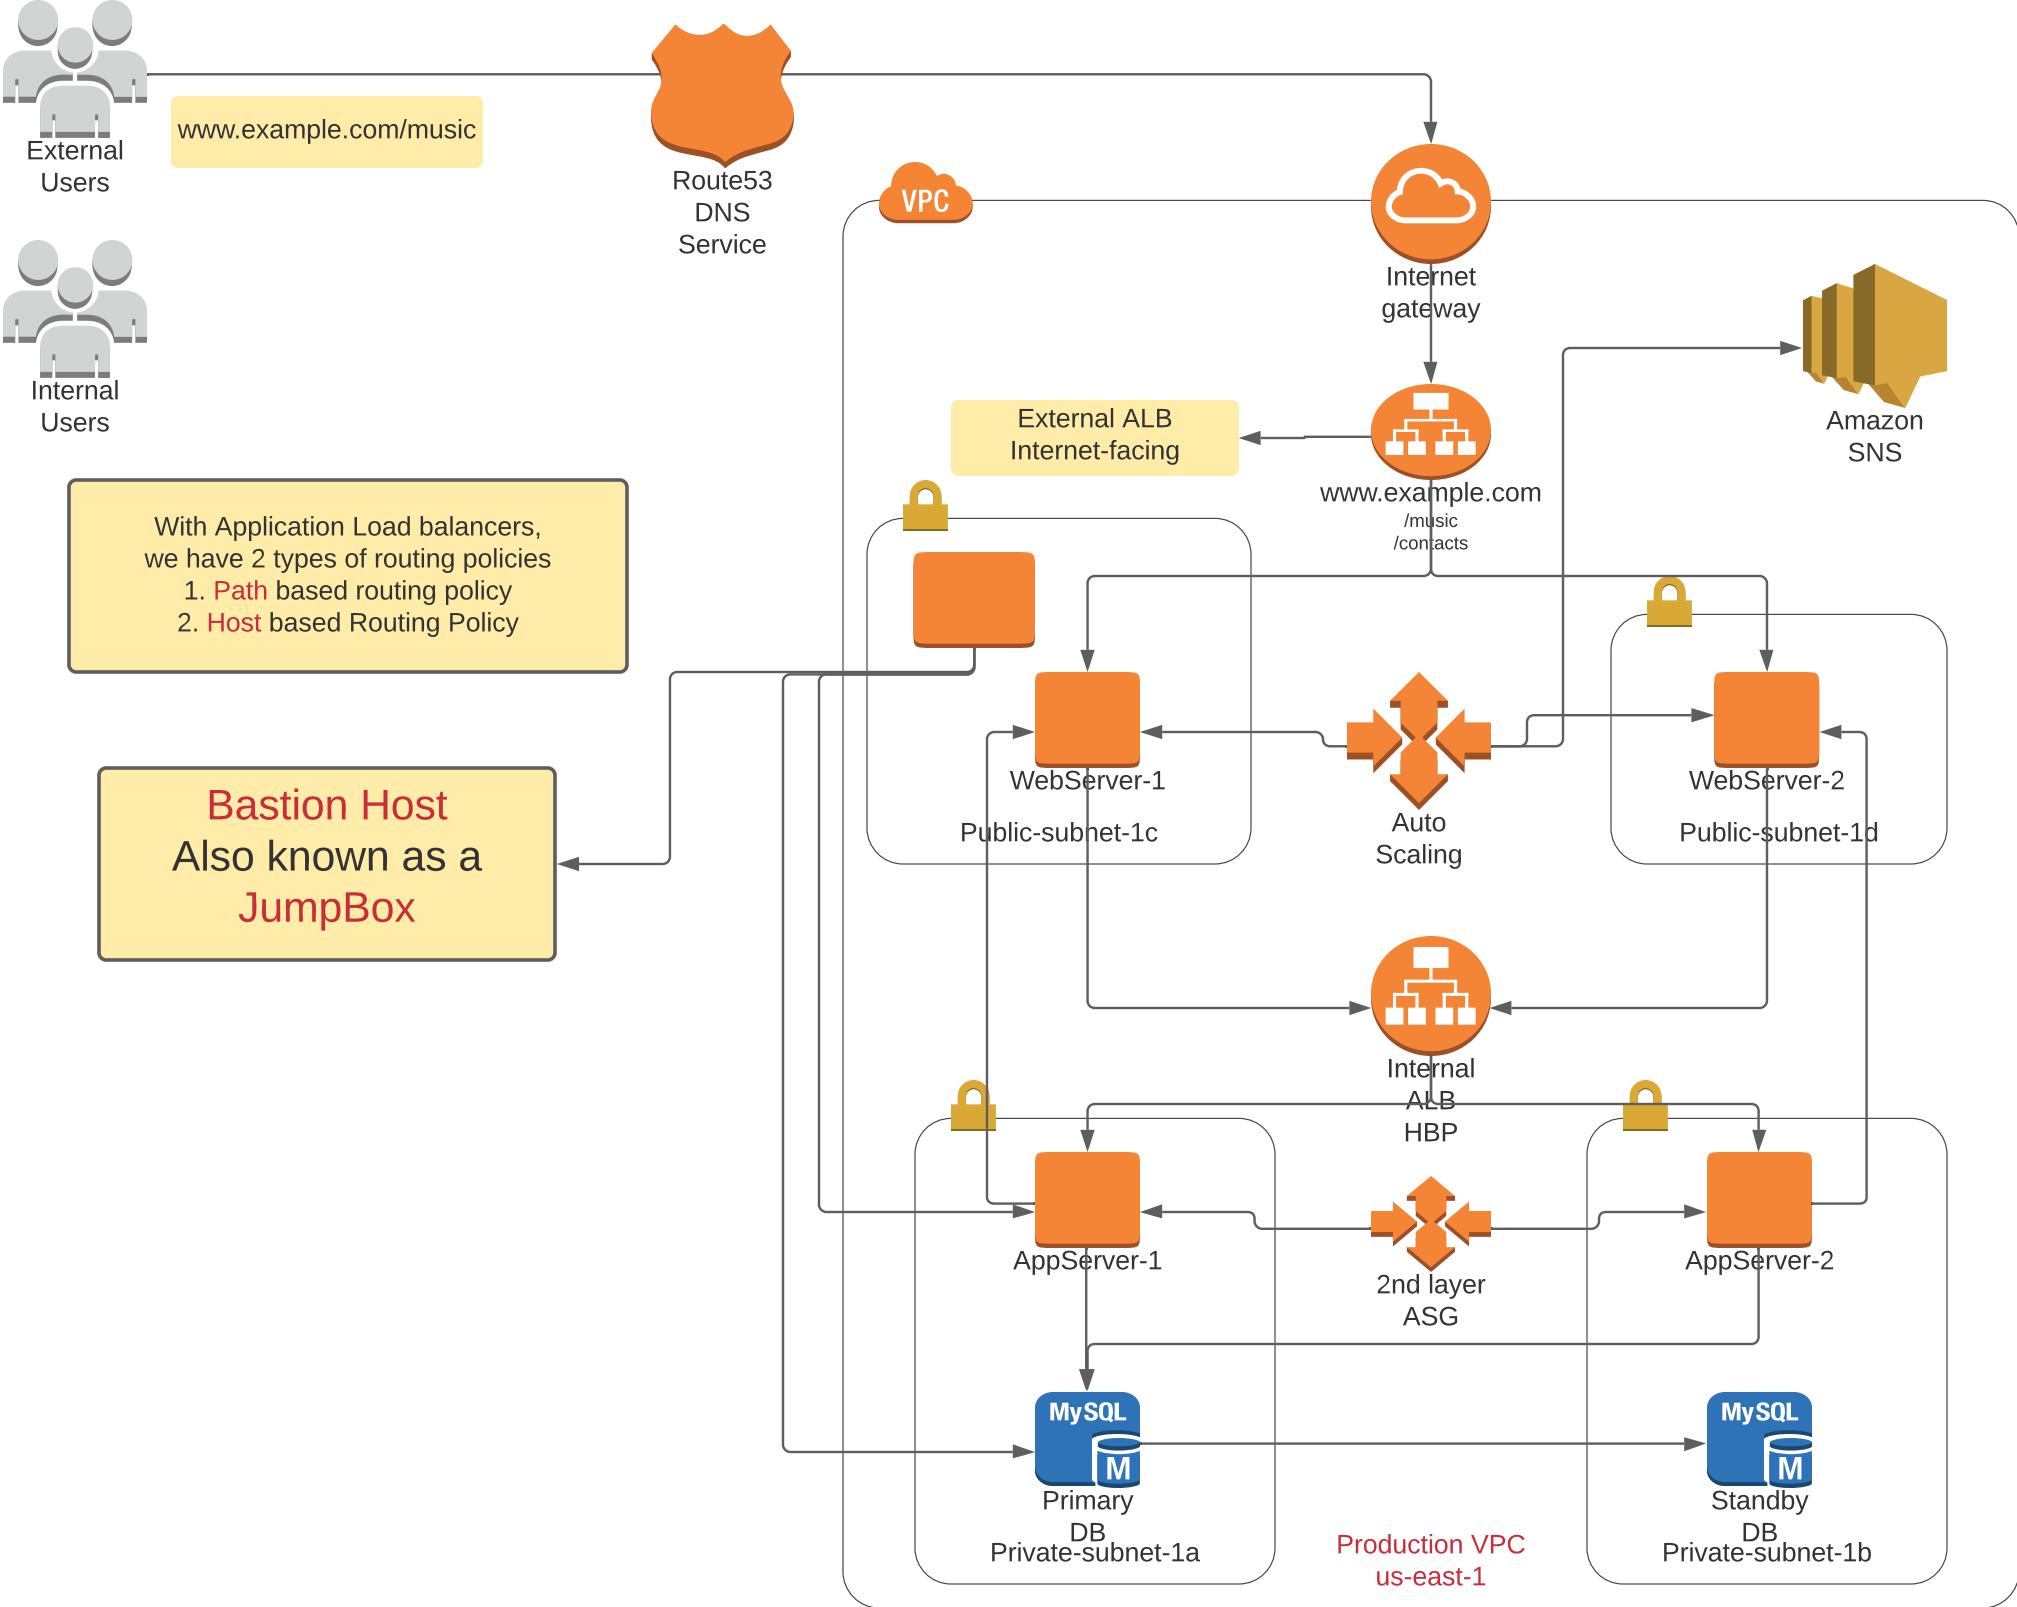 External
Users
www.example.com/music
Route53
DNS
Service
VPC
Internet
gateway
Internal
Users
Amazon
SNS
External ALB
Internet-facing
www.example.com
/music
/contacts
With Application Load balancers,
we have 2 types of routing policies
1. Path based routing policy
2. Host based Routing Policy
WebServer-1
Public-subnet-1c
Auto
Scaling
WebServer-2
Public-subnet-1d
Bastion Host
Also known as a
JumpBox
Internal
ALB
HBP
AppServer-1
2nd layer
ASG
AppServer-2
MySQL
M
Primary
DB
Private-subnet-1a
MySQL
M
Standby
DB
Private-subnet-1b
Production VPC
us-east-1